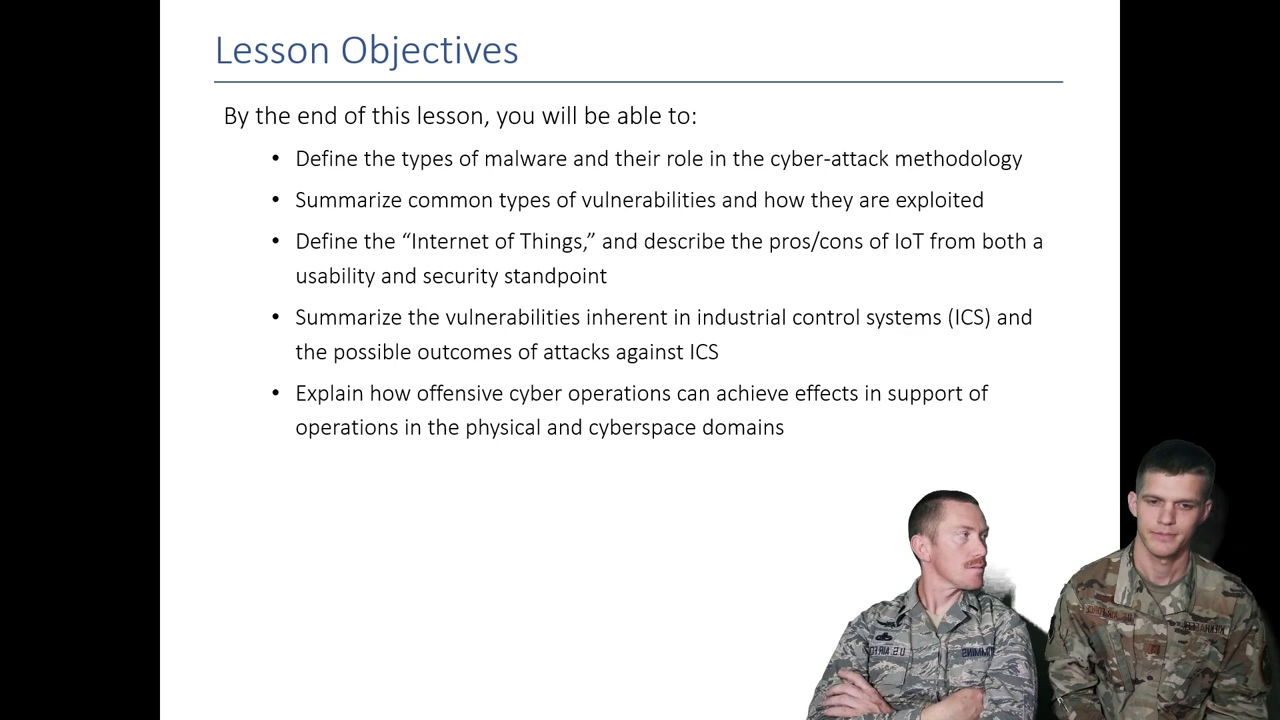 Lesson Objectives
By the end of this lesson, you will be able to:
• Define the types of malware and their role in the cyber-attack methodology
• Summarize common types of vulnerabilities and how they are exploited
• Define the “Internet of Things,” and describe the pros/cons of IoT from both a
usability and security standpoint
• Summarize the vulnerabilities inherent in industrial control systems (ICS) and
the possible outcomes of attacks against ICS
• Explain how offensive cyber operations can achieve effects in support of
operations in the physical and cyberspace domains
U.S. AIR